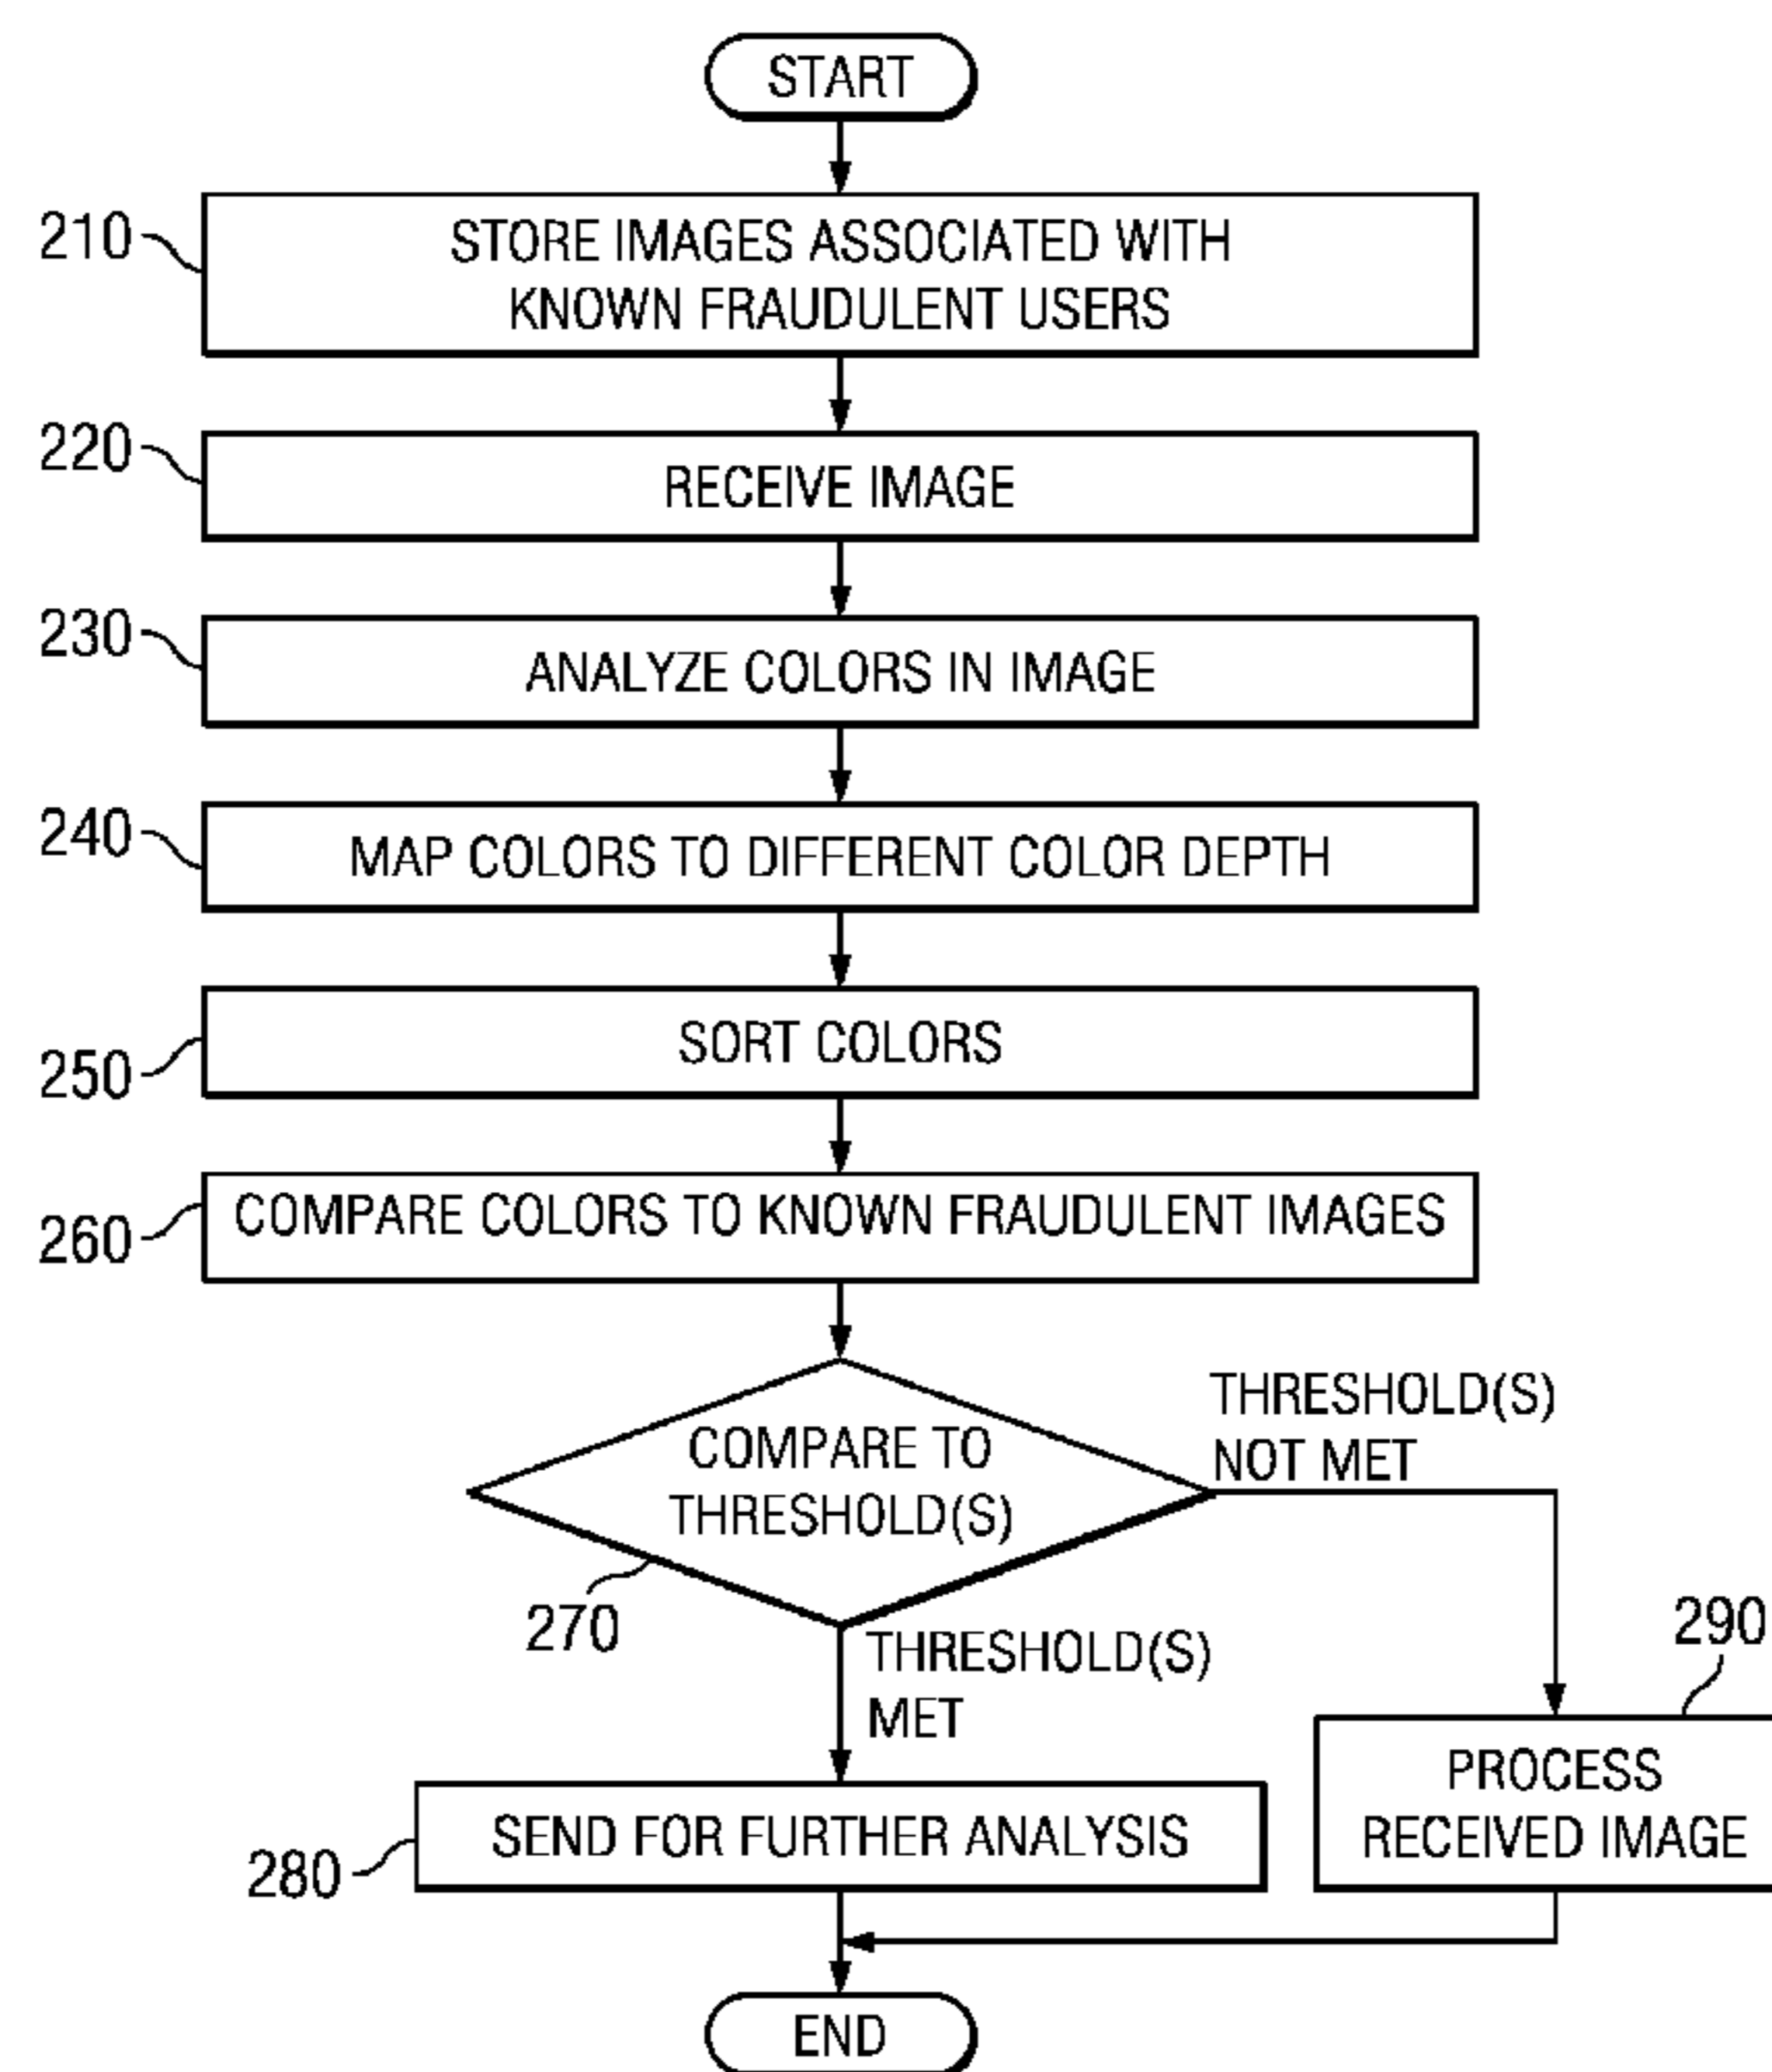 START
210
STORE IMAGES ASSOCIATED WITH
KNOWN FRAUDULENT USERS
220
RECEIVE IMAGE
230
ANALYZE COLORS IN IMAGE
240
MAP COLORS TO DIFFERENT COLOR DEPTH
250
SORT COLORS
260
COMPARE COLORS TO KNOWN FRAUDULENT IMAGES
COMPARE TO
THRESHOLD(S)
270
THRESHOLD(S)
NOT MET
THRESHOLD(S)
MET
290
PROCESS
RECEIVED IMAGE
280
SEND FOR FURTHER ANALYSIS
END